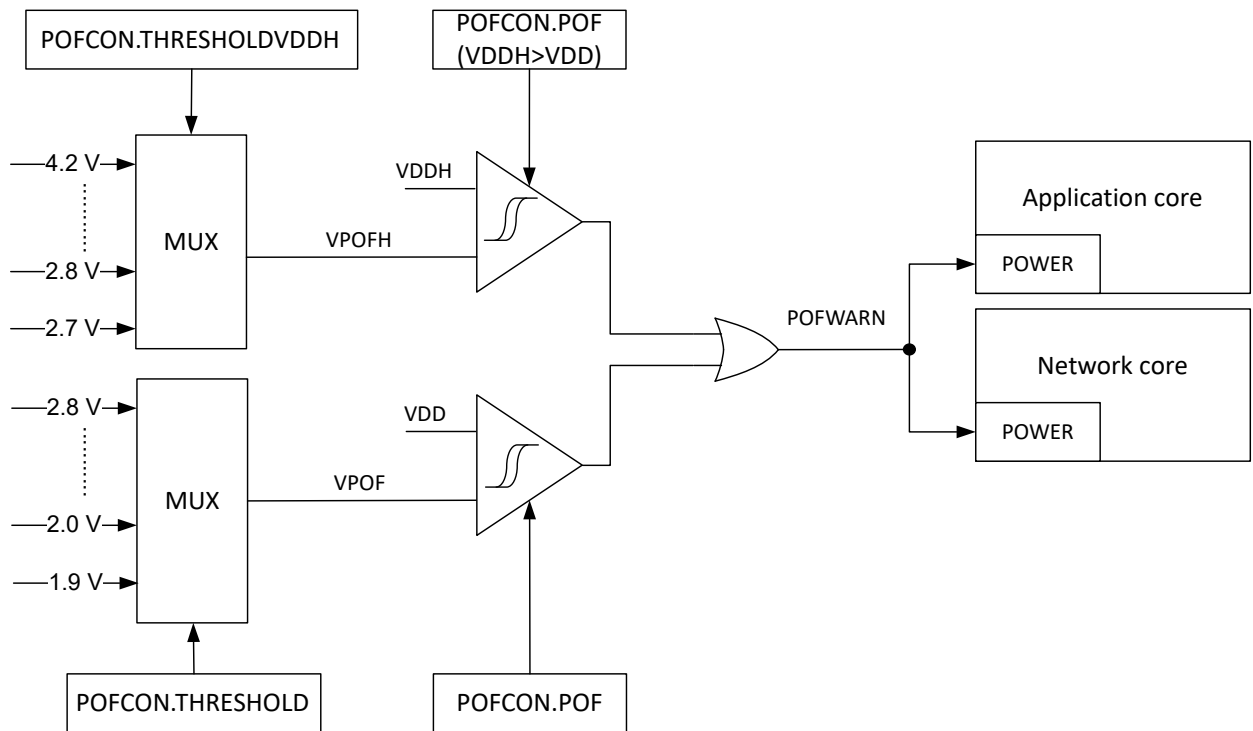 POFCON.THRESHOLDVDDH
POFCON.POF
(VDDH>VDD)
4.2 V
2.8 V
2.7 V
MUX
VPOFH
VDDH
Application core
POWER
POFWARN
Network core
POWER
2.8 V
2.0 V
1.9 V
MUX
VPOF
VDD
POFCON.THRESHOLD
POFCON.POF